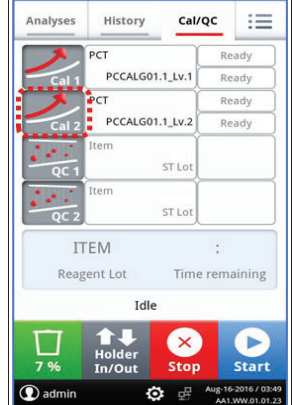 Analyses History Cal/QC
PCT Ready
Cal 1 PCCALG01.1_Lv.1 Ready
PCT Ready
Cal 2 PCCALG01.1_Lv.2 Ready
Item
QC 1 ST Lot
Item
QC 2 ST Lot
ITEM :
Reagent Lot Time remaining
Idle
7 % Holder In/Out Stop Start
admin Aug-16-2016 / 03:49
AA1.WW.01.01.23